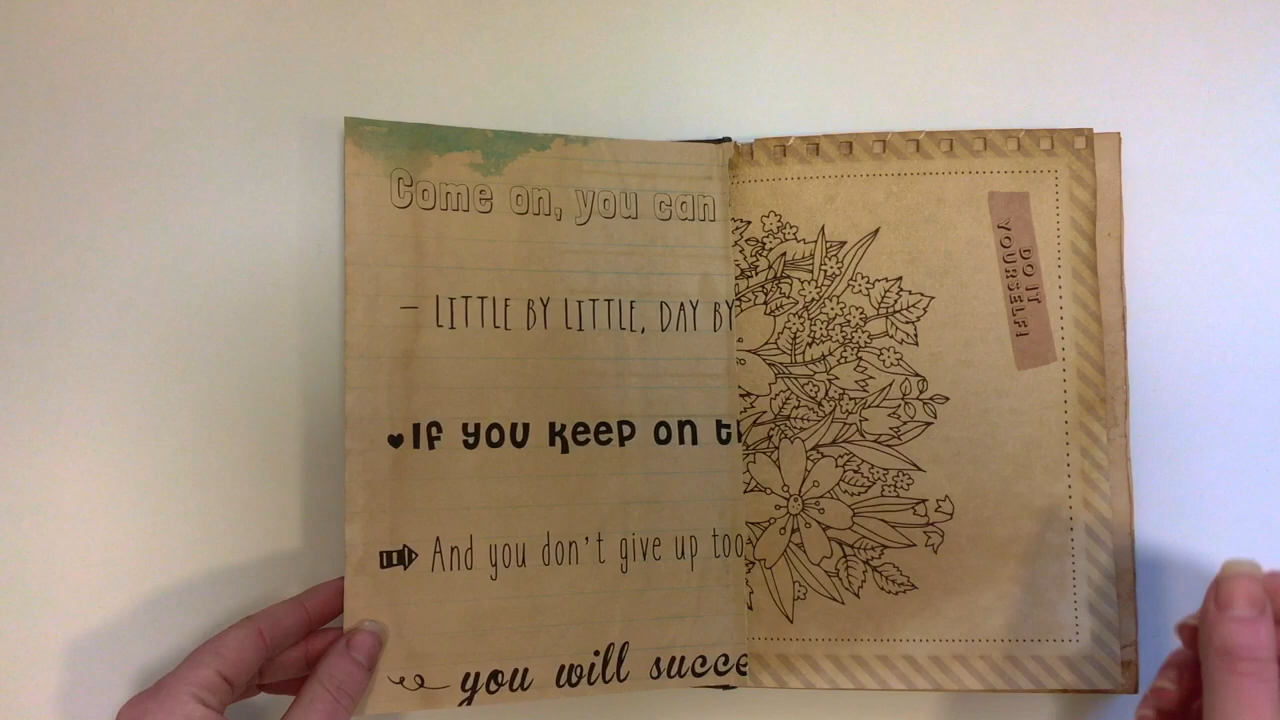 Come on, you can
– LITTLE BY LITTLE, DAY BY
If you keep on
And you don't give up too
you will succe
DO IT
YOURSELF!